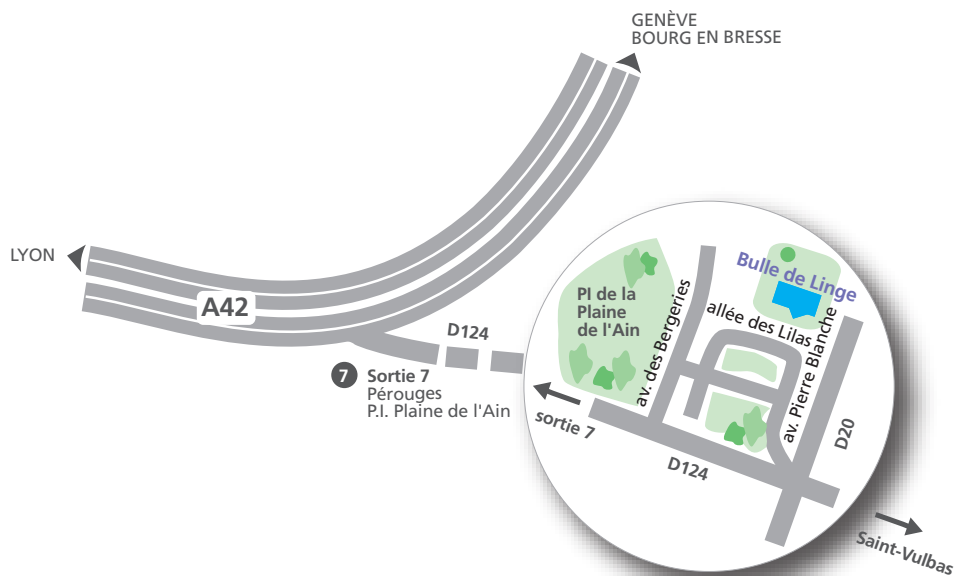 GENÈVE
BOURG EN BRESSE
LYON
A42
D124
7
Sortie 7
Pérouges
P.I. Plaine de l'Ain
PI de la
Plaine
de l'Ain
av. des Bergeries
Bulle de Linge
allée des Lilas
av. Pierre Blanche
sortie 7
D124
D20
Saint-Vulbas